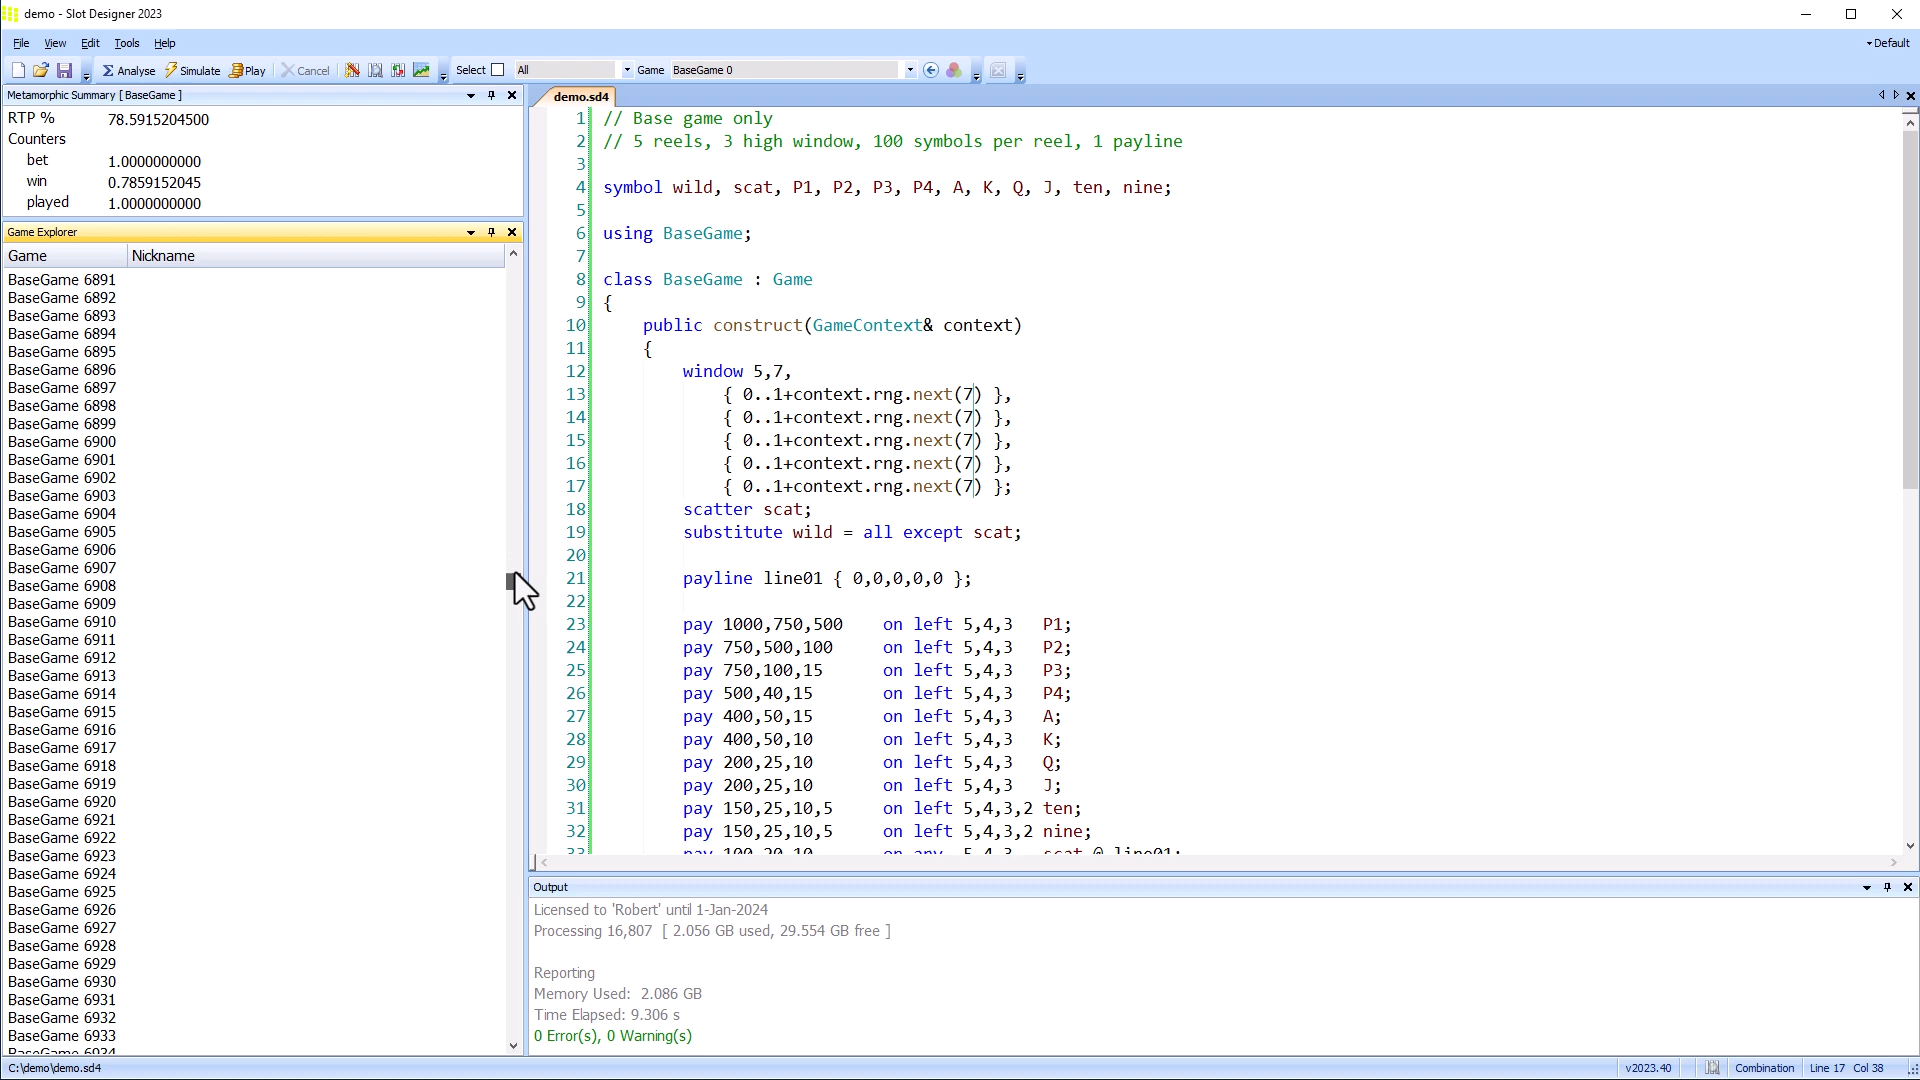 demo - Slot Designer 2023
File View Edit Tools Help
Default
Analyse Simulate Play Cancel Select All Game BaseGame 0
Metamorphic Summary [ BaseGame ]
RTP % 78.5915204500
Counters
bet 1.0000000000
win 0.7859152045
played 1.0000000000
Game Explorer
Game Nickname
BaseGame 6891
BaseGame 6892
BaseGame 6893
BaseGame 6894
BaseGame 6895
BaseGame 6896
BaseGame 6897
BaseGame 6898
BaseGame 6899
BaseGame 6900
BaseGame 6901
BaseGame 6902
BaseGame 6903
BaseGame 6904
BaseGame 6905
BaseGame 6906
BaseGame 6907
BaseGame 6908
BaseGame 6909
BaseGame 6910
BaseGame 6911
BaseGame 6912
BaseGame 6913
BaseGame 6914
BaseGame 6915
BaseGame 6916
BaseGame 6917
BaseGame 6918
BaseGame 6919
BaseGame 6920
BaseGame 6921
BaseGame 6922
BaseGame 6923
BaseGame 6924
BaseGame 6925
BaseGame 6926
BaseGame 6927
BaseGame 6928
BaseGame 6929
BaseGame 6930
BaseGame 6931
BaseGame 6932
BaseGame 6933
BaseGame 6934
demo.sd4
1 // Base game only
2 // 5 reels, 3 high window, 100 symbols per reel, 1 payline
3
4 symbol wild, scat, P1, P2, P3, P4, A, K, Q, J, ten, nine;
5
6 using BaseGame;
7
8 class BaseGame : Game
9 {
10 public construct(GameContext& context)
11 {
12 window 5,7,
13 { 0..1+context.rng.next(7) },
14 { 0..1+context.rng.next(7) },
15 { 0..1+context.rng.next(7) },
16 { 0..1+context.rng.next(7) },
17 { 0..1+context.rng.next(7) };
18 scatter scat;
19 substitute wild = all except scat;
20
21 payline line01 { 0,0,0,0,0 };
22
23 pay 1000,750,500 on left 5,4,3 P1;
24 pay 750,500,100 on left 5,4,3 P2;
25 pay 750,100,15 on left 5,4,3 P3;
26 pay 500,40,15 on left 5,4,3 P4;
27 pay 400,50,15 on left 5,4,3 A;
28 pay 400,50,10 on left 5,4,3 K;
29 pay 200,25,10 on left 5,4,3 Q;
30 pay 200,25,10 on left 5,4,3 J;
31 pay 150,25,10,5 on left 5,4,3,2 ten;
32 pay 150,25,10,5 on left 5,4,3,2 nine;
33 pay 100,20,10 on any 5,4,3 scat @ line01;
Output
Licensed to 'Robert' until 1-Jan-2024
Processing 16,807 [ 2.056 GB used, 29.554 GB free ]
Reporting
Memory Used: 2.086 GB
Time Elapsed: 9.306 s
0 Error(s), 0 Warning(s)
C:\demo\demo.sd4
v2023.40 Combination Line 17 Col 38